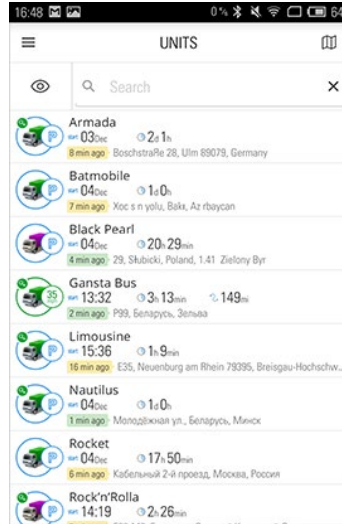 16:48 0% 64
UNITS
Search
Armada
03Dec 2d 1h
8 min ago Boschstraße 28, Ulm 89079, Germany
Batmobile
04Dec 1d 0h
7 min ago Xoc s n yolu, Bakı, Az rbaycan
Black Pearl
04Dec 20h 29min
4 min ago 29, Słubicki, Poland, 1.41 Zielony Byr
Gansta Bus
35 13:32 3h 13min 149mi
2 min ago P99, Беларусь, Зельва
Limousine
15:36 1h 9min
16 min ago E35, Neuenburg am Rhein 79395, Breisgau-Hochschw..
Nautilus
04Dec 1d 0h
1 min ago Молодёжная ул., Беларусь, Минск
Rocket
04Dec 17h 50min
6 min ago Кабельный 2-й проезд, Москва, Россия
Rock'n'Rolla
14:19 2h 26min